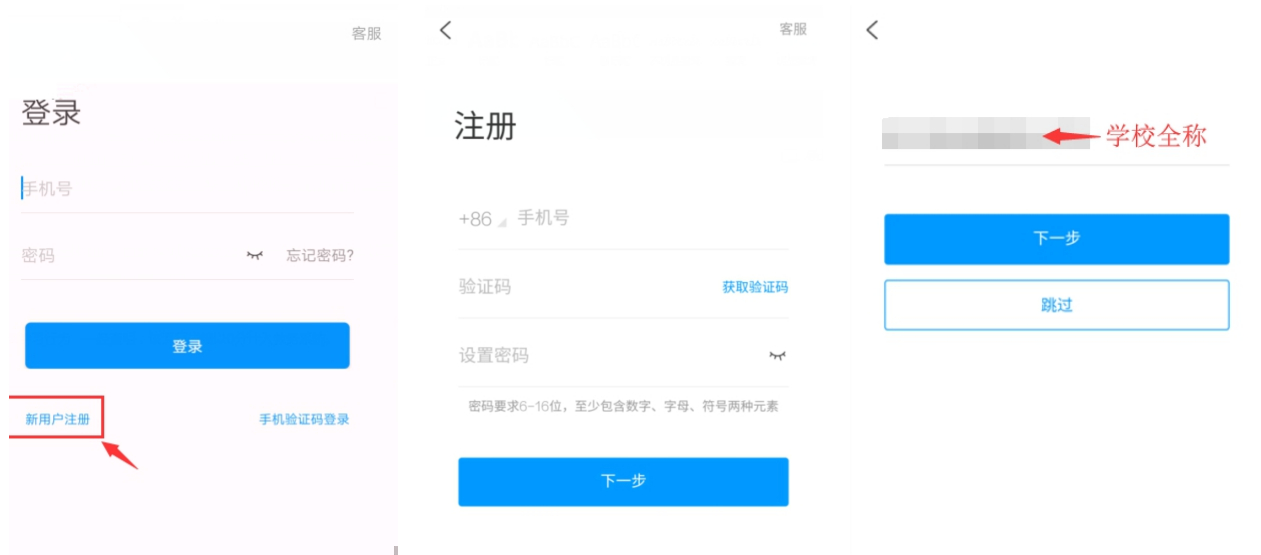 客服
登录
手机号
密码
忘记密码?
登录
新用户注册
手机验证码登录
客服
注册
+86
手机号
验证码
获取验证码
设置密码
密码要求6-16位，至少包含数字、字母、符号两种元素
下一步
学校全称
下一步
跳过